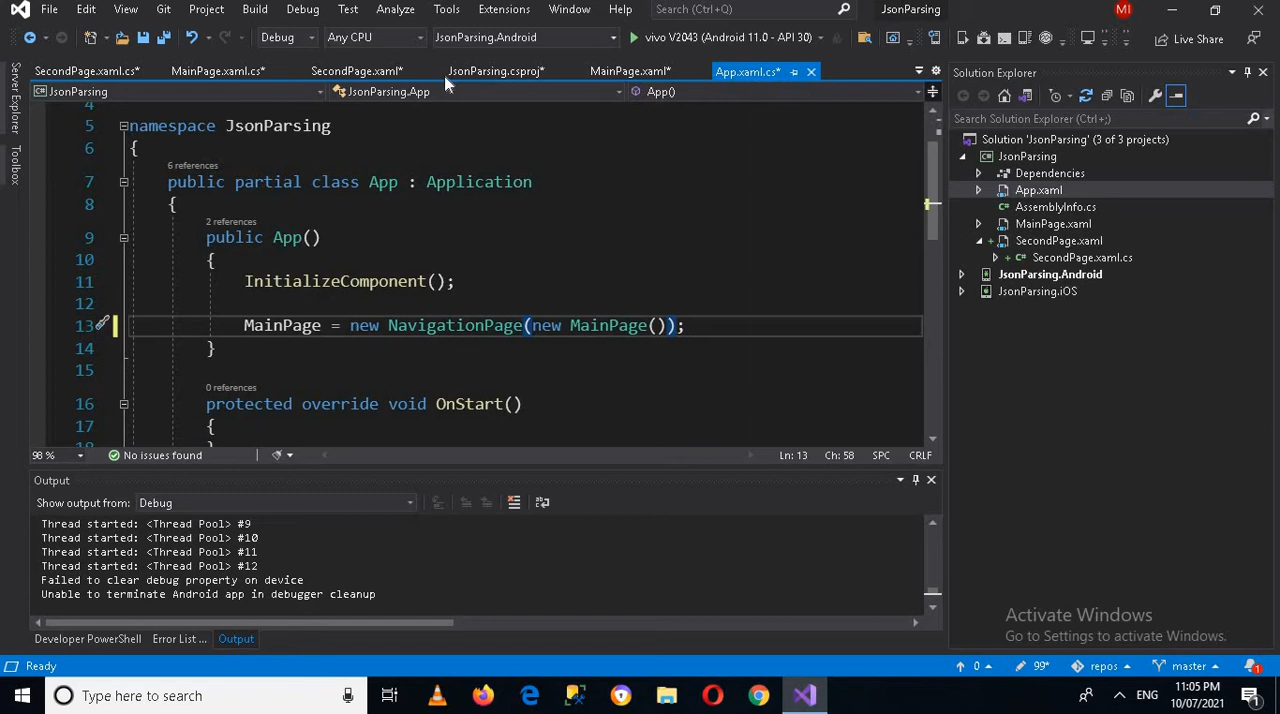 File Edit View Git Project Build Debug Test Analyze Tools Extensions Window Help Search (Ctrl+Q) JsonParsing MI
Debug Any CPU JsonParsing.Android vivo V2043 (Android 11.0 - API 30) Live Share
SecondPage.xaml.cs* MainPage.xaml.cs* SecondPage.xaml* JsonParsing.csproj* MainPage.xaml* App.xaml.cs*
JsonParsing JsonParsing.App App()
Server Explorer
Toolbox
4
5 namespace JsonParsing
6 {
6 references
7 public partial class App : Application
8 {
2 references
9 public App()
10 {
11 InitializeComponent();
12
13 MainPage = new NavigationPage(new MainPage());
14 }
15
0 references
16 protected override void OnStart()
17 {
18 }
98 % No issues found Ln: 13 Ch: 58 SPC CRLF
Output
Show output from: Debug
Thread started: <Thread Pool> #9
Thread started: <Thread Pool> #10
Thread started: <Thread Pool> #11
Thread started: <Thread Pool> #12
Failed to clear debug property on device
Unable to terminate Android app in debugger cleanup
Developer PowerShell Error List ... Output
Solution Explorer
Search Solution Explorer (Ctrl+;)
Solution 'JsonParsing' (3 of 3 projects)
JsonParsing
Dependencies
App.xaml
AssemblyInfo.cs
MainPage.xaml
SecondPage.xaml
SecondPage.xaml.cs
JsonParsing.Android
JsonParsing.iOS
Activate Windows
Go to Settings to activate Windows.
Ready 0 99* repos master 1
Type here to search ENG 11:05 PM 10/07/2021 1